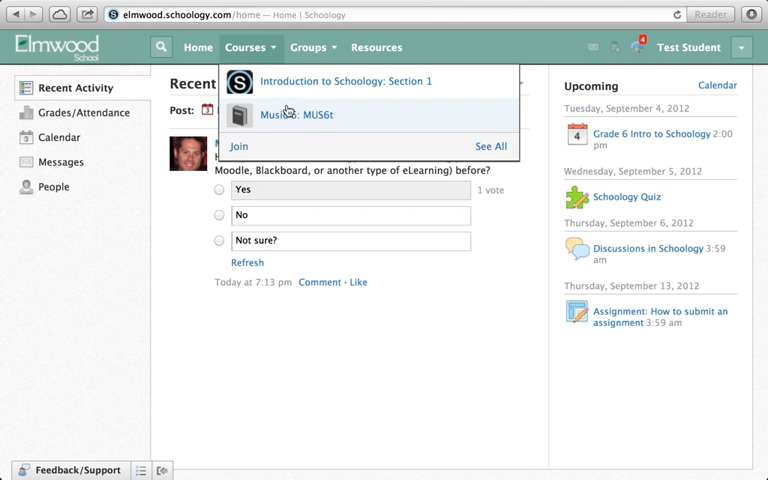 elmwood.schoology.com/home — Home | Schoology
Reader
Elmwood
School
Home
Courses
Groups
Resources
4
Test Student
Recent Activity
Grades/Attendance
Calendar
Messages
People
Recent
Post:
Introduction to Schoology: Section 1
MUS6t
Join
See All
Moodle, Blackboard, or another type of eLearning) before?
Yes
1 vote
No
Not sure?
Refresh
Today at 7:13 pm Comment · Like
Upcoming
Calendar
Tuesday, September 4, 2012
4
Grade 6 Intro to Schoology 2:00
pm
Wednesday, September 5, 2012
Schoology Quiz
Thursday, September 6, 2012
Discussions in Schoology 3:59
am
Thursday, September 13, 2012
Assignment: How to submit an
assignment 3:59 am
Feedback/Support